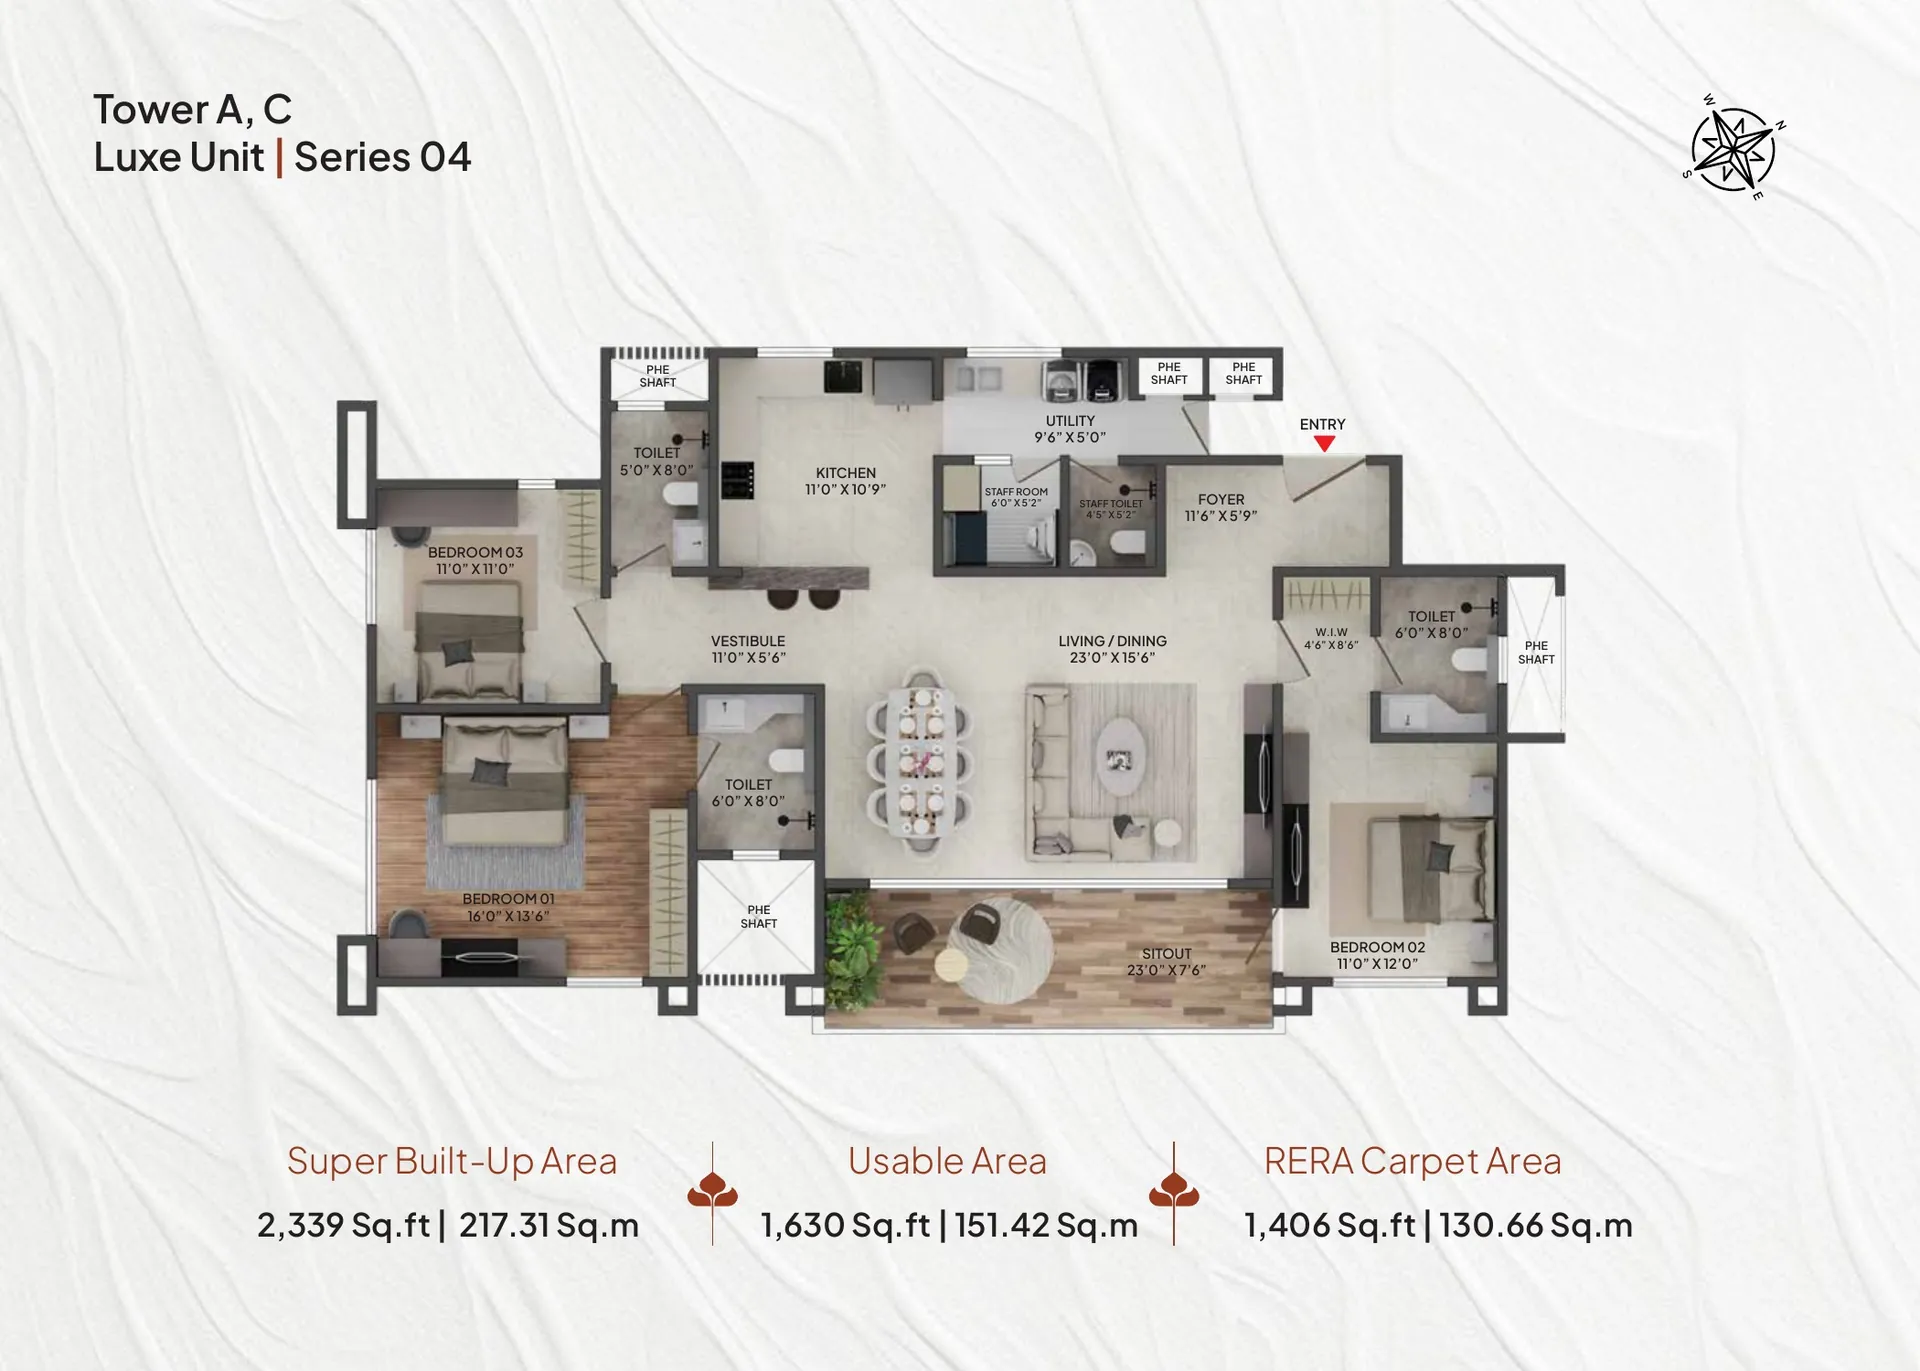 Tower A, C
Luxe Unit | Series 04
W
N
S
E
PHE
SHAFT
PHE
SHAFT
PHE
SHAFT
ENTRY
UTILITY
9'6" X 5'0"
TOILET
5'0" X 8'0"
KITCHEN
11'0" X 10'9"
STAFF ROOM
6'0" X 5'2"
STAFF TOILET
4'5" X 5'2"
FOYER
11'6" X 5'9"
BEDROOM 03
11'0" X 11'0"
VESTIBULE
11'0" X 5'6"
LIVING / DINING
23'0" X 15'6"
W.I.W
4'6" X 8'6"
TOILET
6'0" X 8'0"
PHE
SHAFT
TOILET
6'0" X 8'0"
BEDROOM 01
16'0" X 13'6"
PHE
SHAFT
SITOUT
23'0" X 7'6"
BEDROOM 02
11'0" X 12'0"
Super Built-Up Area
2,339 Sq.ft | 217.31 Sq.m
Usable Area
1,630 Sq.ft | 151.42 Sq.m
RERA Carpet Area
1,406 Sq.ft | 130.66 Sq.m